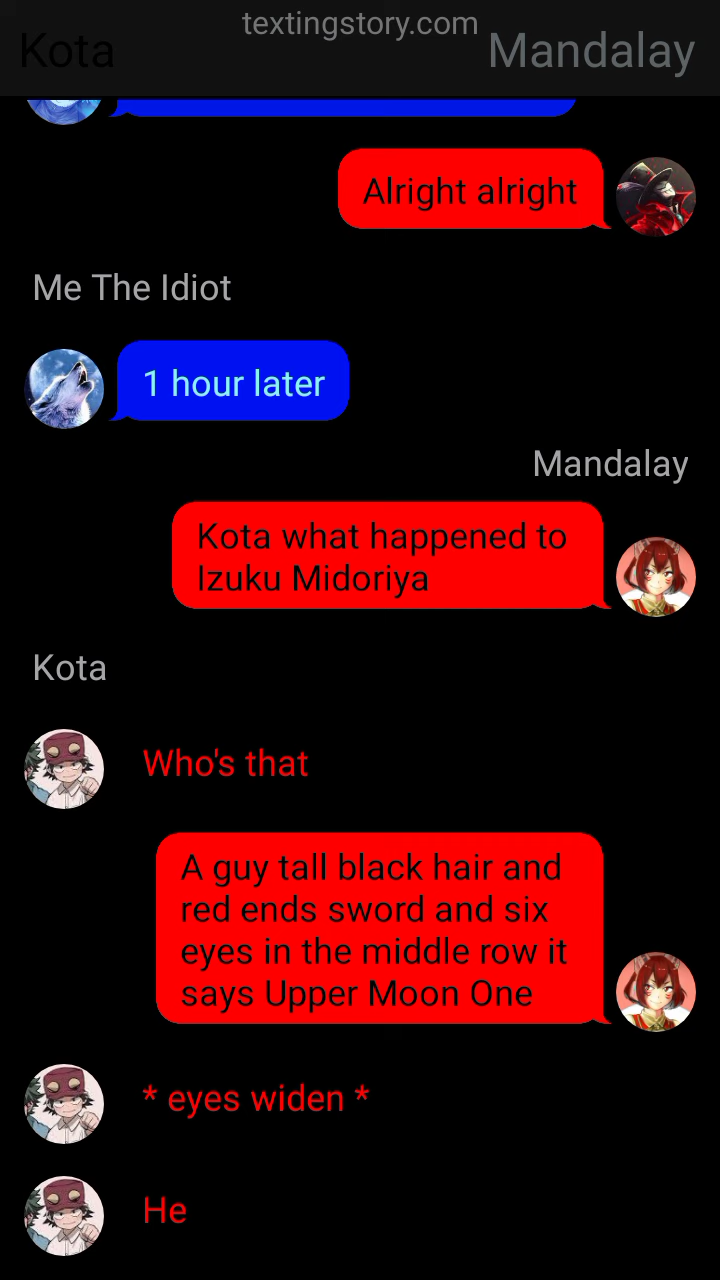 textingstory.com
Kota
Mandalay
Alright alright
Me The Idiot
1 hour later
Mandalay
Kota what happened to
Izuku Midoriya
Kota
Who's that
A guy tall black hair and
red ends sword and six
eyes in the middle row it
says Upper Moon One
* eyes widen *
He